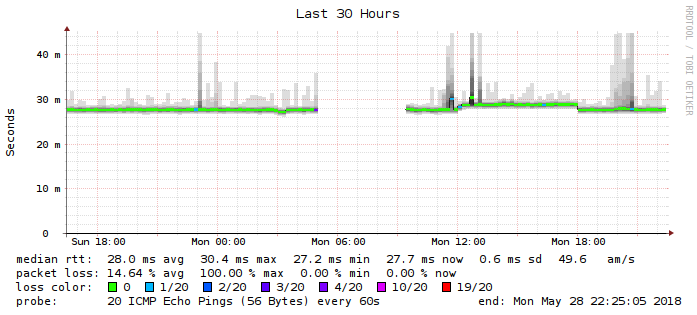 Last 30 Hours
RRDTOOL / TOBI OETIKER
Seconds
40 m
30 m
20 m
10 m
0
Sun 18:00 Mon 00:00 Mon 06:00 Mon 12:00 Mon 18:00
median rtt: 28.0 ms avg 30.4 ms max 27.2 ms min 27.7 ms now 0.6 ms sd 49.6 am/s
packet loss: 14.64 % avg 100.00 % max 0.00 % min 0.00 % now
loss color: 0 1/20 2/20 3/20 4/20 10/20 19/20
probe: 20 ICMP Echo Pings (56 Bytes) every 60s end: Mon May 28 22:25:05 2018